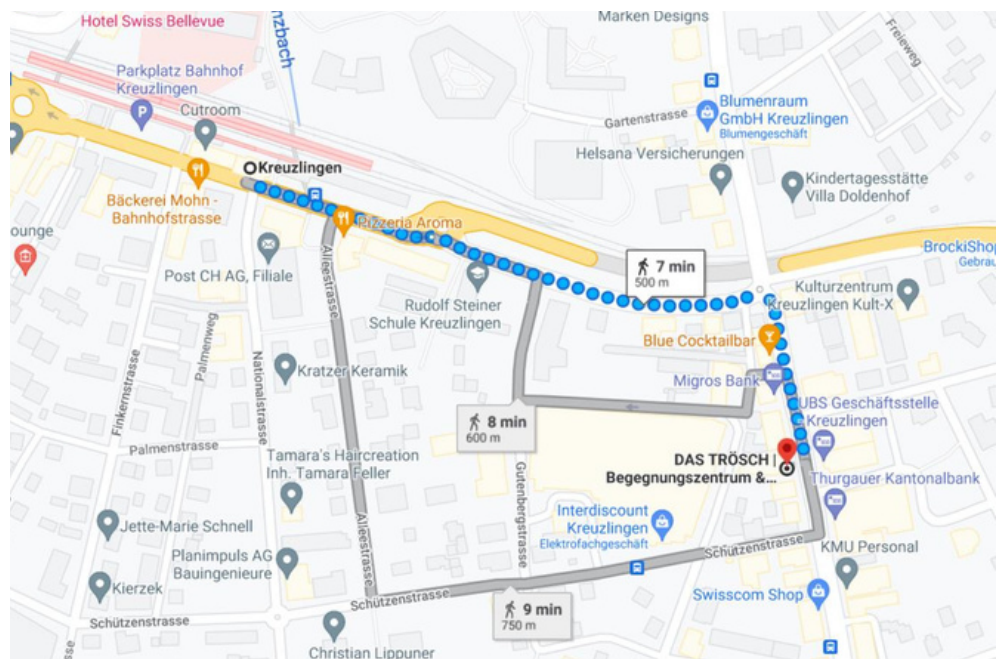 Hotel Swiss Bellevue
nzbach
Marken Designs
Freieweg
Parkplatz Bahnhof
Kreuzlingen
P
Cutroom
Gartenstrasse
Blumenraum
GmbH Kreuzlingen
Blumengeschäft
Helsana Versicherungen
Kindertagesstätte
Villa Doldenhof
Kreuzlingen
Bäckerei Mohn -
Bahnhofstrasse
Pizzeria Aroma
ounge
Post CH AG, Filiale
Alleestrasse
Rudolf Steiner
Schule Kreuzlingen
7 min
500 m
BrockiShop
Gebrau
Kulturzentrum
Kreuzlingen Kult-X
Blue Cocktailbar
Migros Bank
Palmenweg
Finkernstrasse
Nationalstrasse
Kratzer Keramik
8 min
600 m
UBS Geschäftsstelle
Kreuzlingen
Palmenstrasse
Tamara's Haircreation
Inh. Tamara Feller
DAS TRÖSCH |
Begegnungszentrum &...
Thurgauer Kantonalbank
Gutenbergstrasse
Alleestrasse
Jette-Marie Schnell
Interdiscount
Kreuzlingen
Elektrofachgeschäft
Planimpuls AG
Bauingenieure
Schützenstrasse
KMU Personal
Kierzek
Schützenstrasse
Schützenstrasse
9 min
750 m
Swisscom Shop
Christian Lippuner